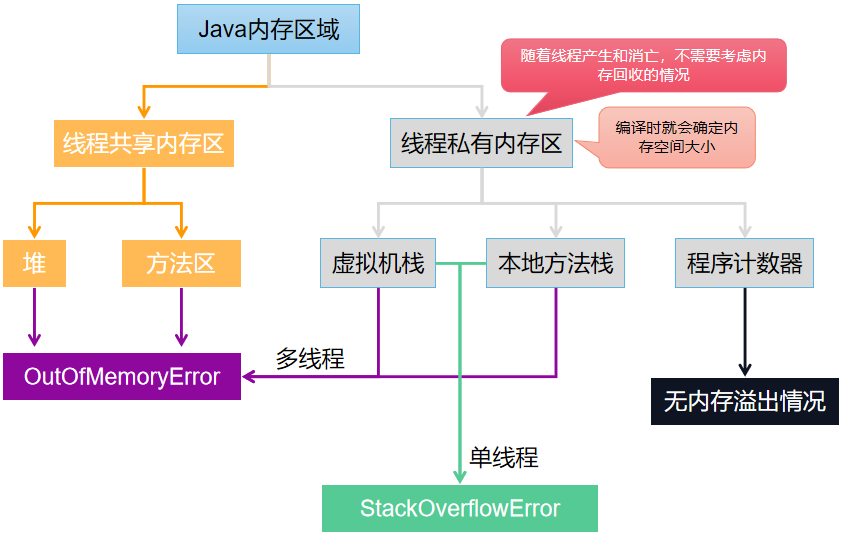 Java内存区域
随着线程产生和消亡，不需要考虑内
存回收的情况
线程共享内存区
线程私有内存区
编译时就会确定内
存空间大小
堆
方法区
虚拟机栈
本地方法栈
程序计数器
多线程
OutOfMemoryError
无内存溢出情况
单线程
StackOverflowError